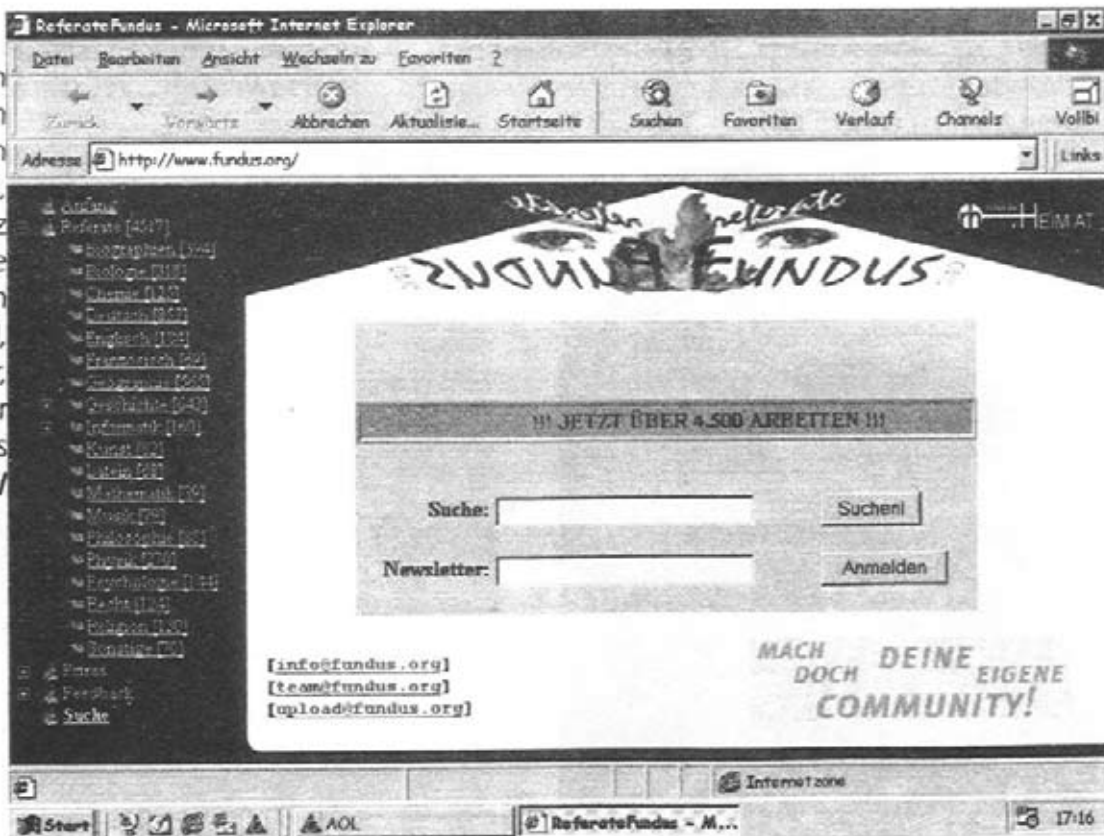 ReferateFundus - Microsoft Internet Explorer
Datei Bearbeiten Ansicht Wechseln zu Favoriten ?
Zurück Vorwärts Abbrechen Aktualisie... Startseite Suchen Favoriten Verlauf Channels Vollbi
Adresse http://www.fundus.org/ Links
Anfang
Referate [4517]
Biographien
Biologie
Chemie
Deutsch
Englisch
Französisch
Geographie
Geschichte
Informatik
Kunst
Latein
Mathematik
Musik
Philosophie
Physik
Psychologie
Recht
Religion
Sonstige
Feedback
Suche
referate
FUNDUS
HEIMAT
!!! JETZT ÜBER 4.500 ARBEITEN !!!
Suche: Suchen!
Newsletter: Anmelden
[info@fundus.org]
[team@fundus.org]
[upload@fundus.org]
MACH DOCH DEINE EIGENE COMMUNITY!
Internetzone
Start AOL ReferateFundus - M... 17:16